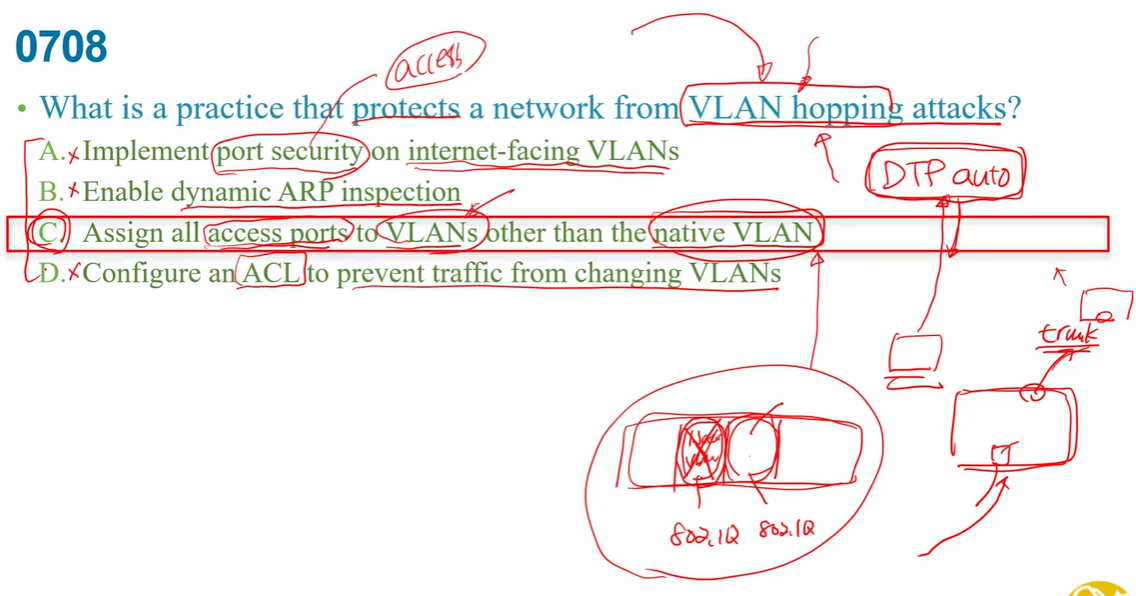 0708
access
• What is a practice that protects a network from VLAN hopping attacks?
A. x Implement port security on internet-facing VLANs
DTP auto
B. x Enable dynamic ARP inspection
C. Assign all access ports to VLANs other than the native VLAN
D. x Configure an ACL to prevent traffic from changing VLANs
trunk
802.1Q 802.1Q